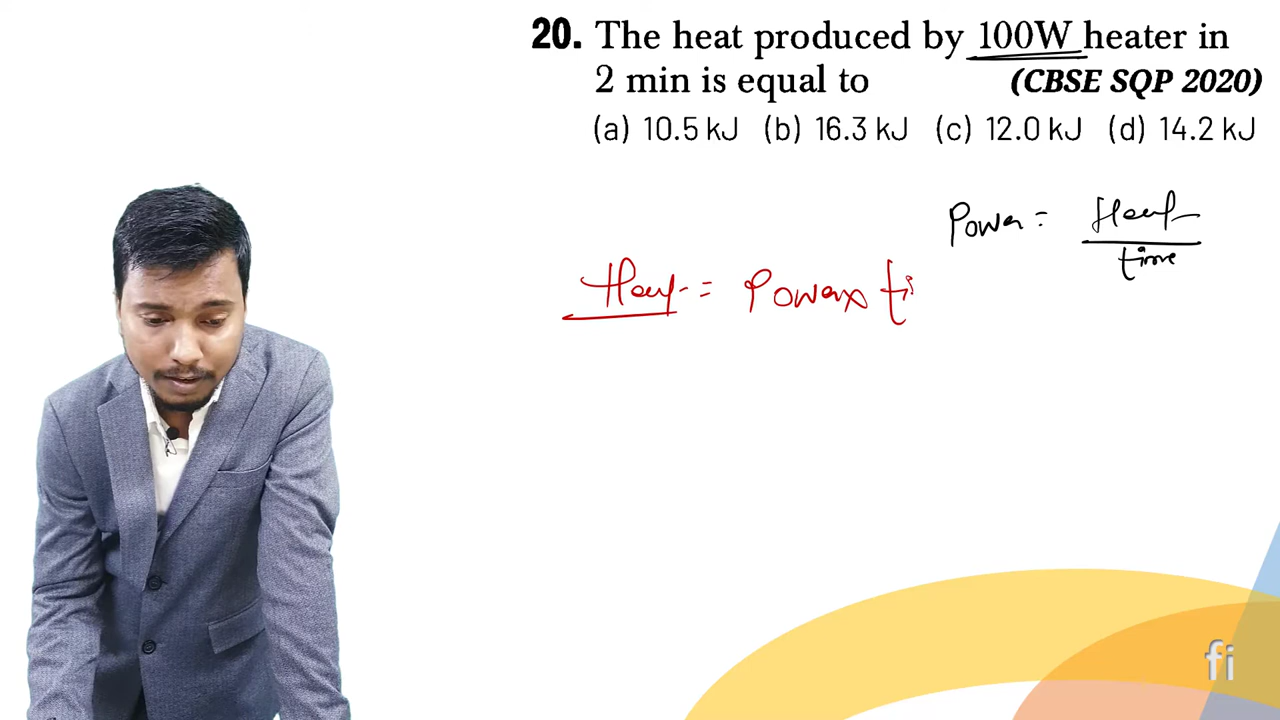 20. The heat produced by 100W heater in
2 min is equal to (CBSE SQP 2020)
(a) 10.5 kJ (b) 16.3 kJ (c) 12.0 kJ (d) 14.2 kJ
Power = Heat
time
Heat = Power x ti
fi